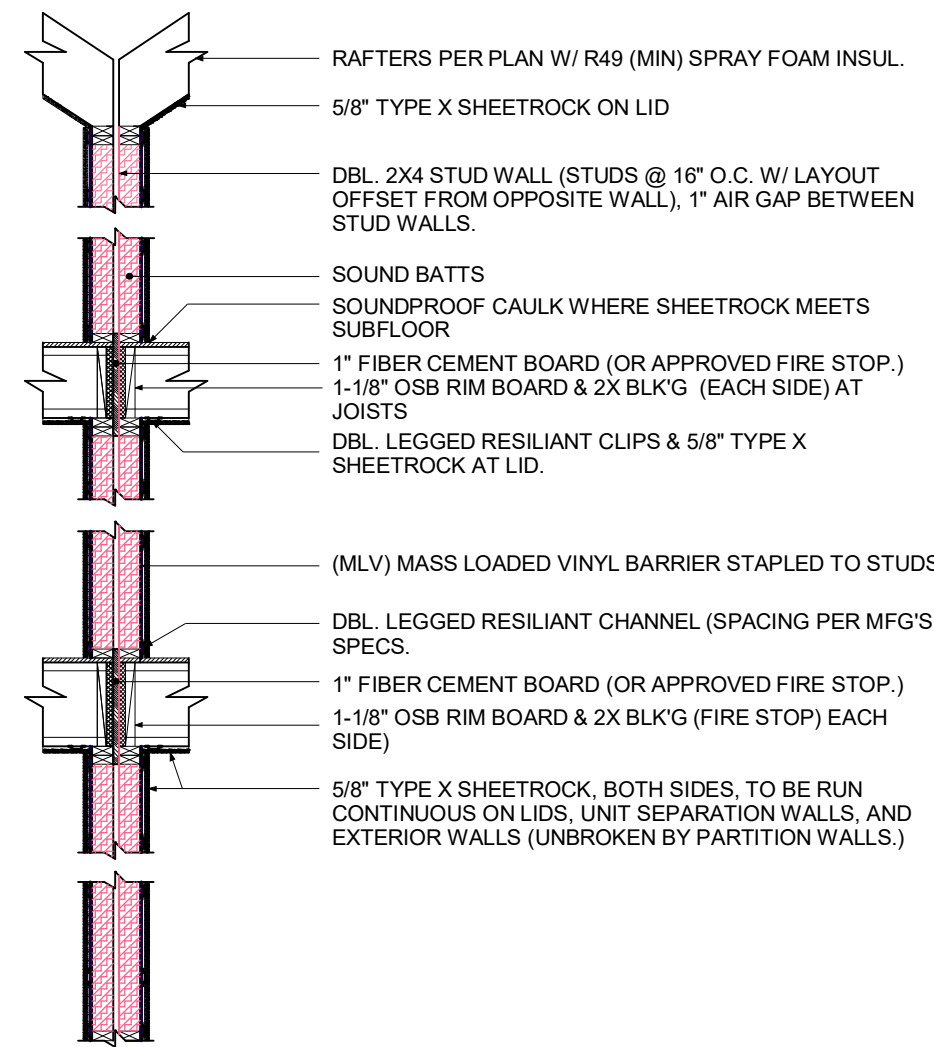 RAFTERS PER PLAN W/ R49 (MIN) SPRAY FOAM INSUL.
5/8" TYPE X SHEETROCK ON LID
DBL. 2X4 STUD WALL (STUDS @ 16" O.C. W/ LAYOUT
OFFSET FROM OPPOSITE WALL), 1" AIR GAP BETWEEN
STUD WALLS.
SOUND BATTS
SOUNDPROOF CAULK WHERE SHEETROCK MEETS
SUBFLOOR
1" FIBER CEMENT BOARD (OR APPROVED FIRE STOP.)
1-1/8" OSB RIM BOARD & 2X BLK'G (EACH SIDE) AT
JOISTS
DBL. LEGGED RESILIANT CLIPS & 5/8" TYPE X
SHEETROCK AT LID.
(MLV) MASS LOADED VINYL BARRIER STAPLED TO STUDS
DBL. LEGGED RESILIANT CHANNEL (SPACING PER MFG'S
SPECS.
1" FIBER CEMENT BOARD (OR APPROVED FIRE STOP.)
1-1/8" OSB RIM BOARD & 2X BLK'G (FIRE STOP) EACH
SIDE)
5/8" TYPE X SHEETROCK, BOTH SIDES, TO BE RUN
CONTINUOUS ON LIDS, UNIT SEPARATION WALLS, AND
EXTERIOR WALLS (UNBROKEN BY PARTITION WALLS.)